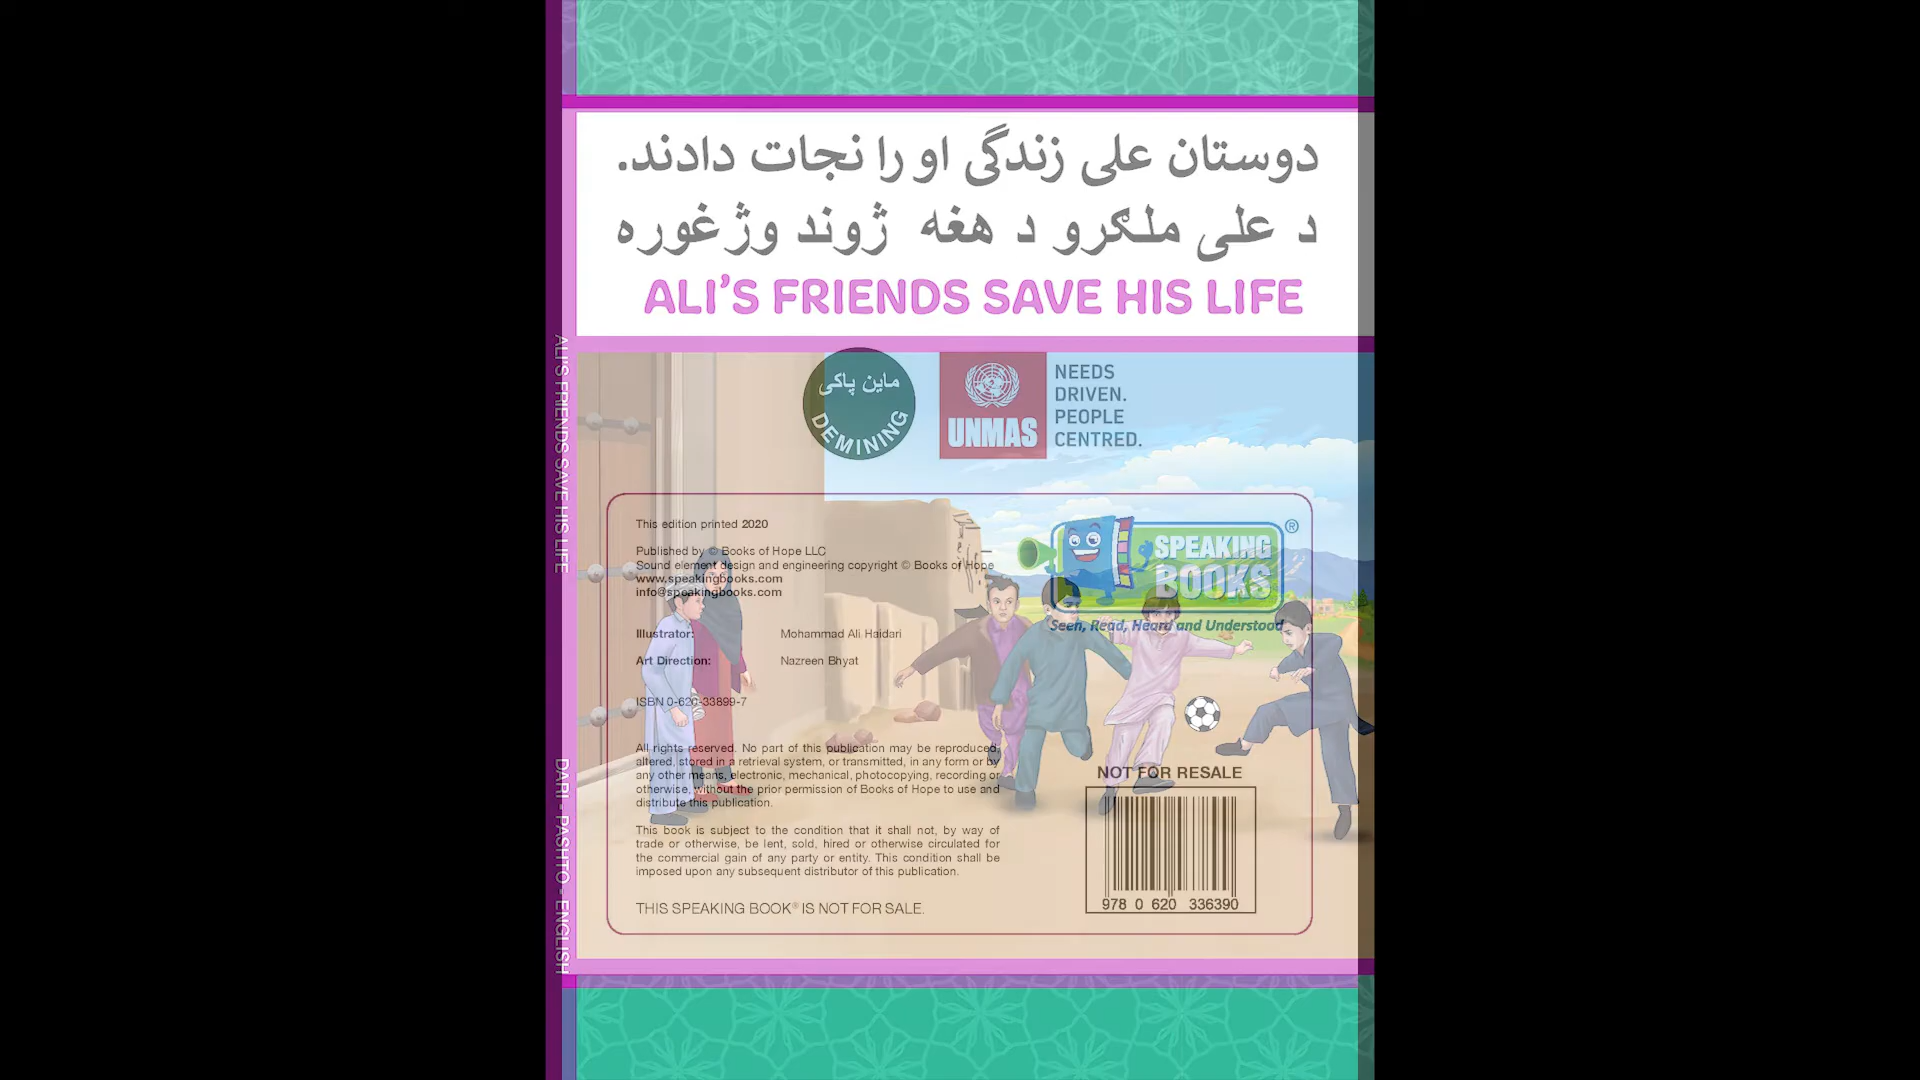 دوستان علی زندگی او را نجات دادند.
د علی ملګرو د هغه ژوند وژغوره
ALI'S FRIENDS SAVE HIS LIFE
ماین پاکی
DEMINING
UNMAS
NEEDS
DRIVEN.
PEOPLE
CENTRED.
ALI'S FRIENDS SAVE HIS LIFE
DARI - PASHTO - ENGLISH
This edition printed 2020
Published by © Books of Hope LLC
Sound element design and engineering copyright © Books of Hope
www.speakingbooks.com
info@speakingbooks.com
Illustrator: Mohammad Ali Haidari
Art Direction: Nazreen Bhyat
ISBN 0-620-33899-7
SPEAKING
BOOKS®
Seen, Read, Heard and Understood
All rights reserved. No part of this publication may be reproduced,
altered, stored in a retrieval system, or transmitted, in any form or by
any other means, electronic, mechanical, photocopying, recording or
otherwise, without the prior permission of Books of Hope to use and
distribute this publication.
This book is subject to the condition that it shall not, by way of
trade or otherwise, be lent, sold, hired or otherwise circulated for
the commercial gain of any party or entity. This condition shall be
imposed upon any subsequent distributor of this publication.
THIS SPEAKING BOOK® IS NOT FOR SALE.
NOT FOR RESALE
978 0 620 336390